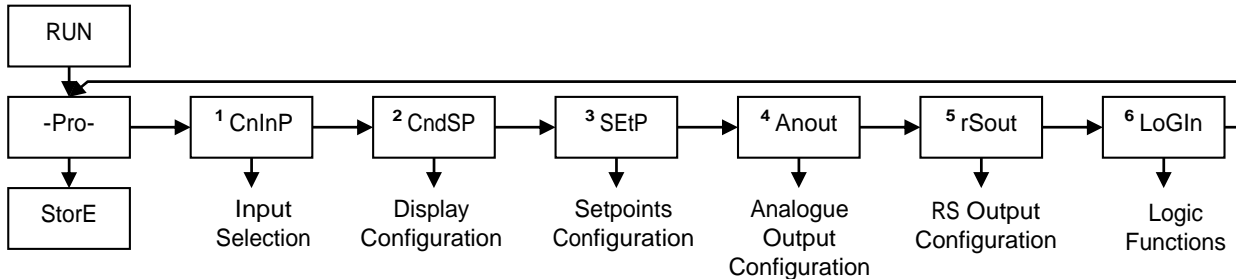 RUN
-Pro-
1 CnInP
2 CndSP
3 SEtP
4 Anout
5 rSout
6 LoGIn
StorE
Input
Selection
Display
Configuration
Setpoints
Configuration
Analogue
Output
Configuration
RS Output
Configuration
Logic
Functions